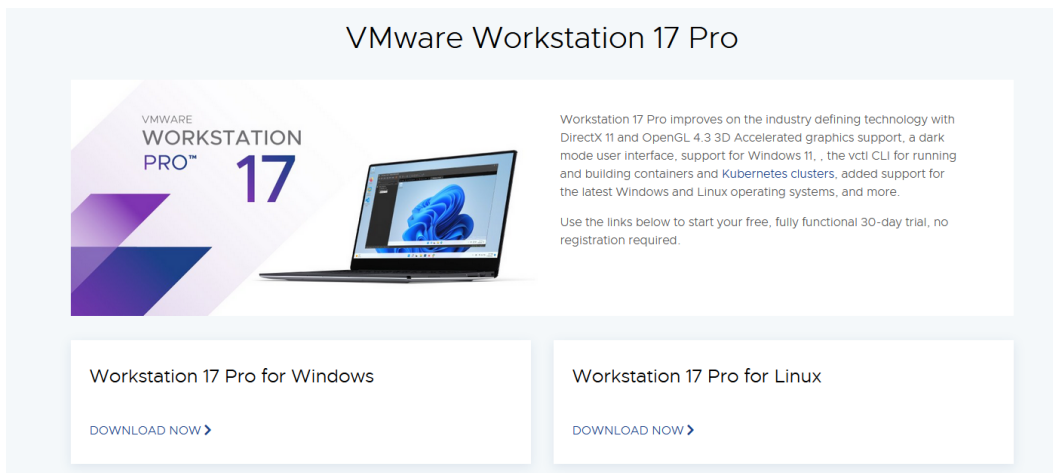 VMware Workstation 17 Pro
VMWARE
WORKSTATION
PRO™ 17
Workstation 17 Pro improves on the industry defining technology with
DirectX 11 and OpenGL 4.3 3D Accelerated graphics support, a dark
mode user interface, support for Windows 11, , the vctl CLI for running
and building containers and Kubernetes clusters, added support for
the latest Windows and Linux operating systems, and more.
Use the links below to start your free, fully functional 30-day trial, no
registration required.
Workstation 17 Pro for Windows
DOWNLOAD NOW
Workstation 17 Pro for Linux
DOWNLOAD NOW